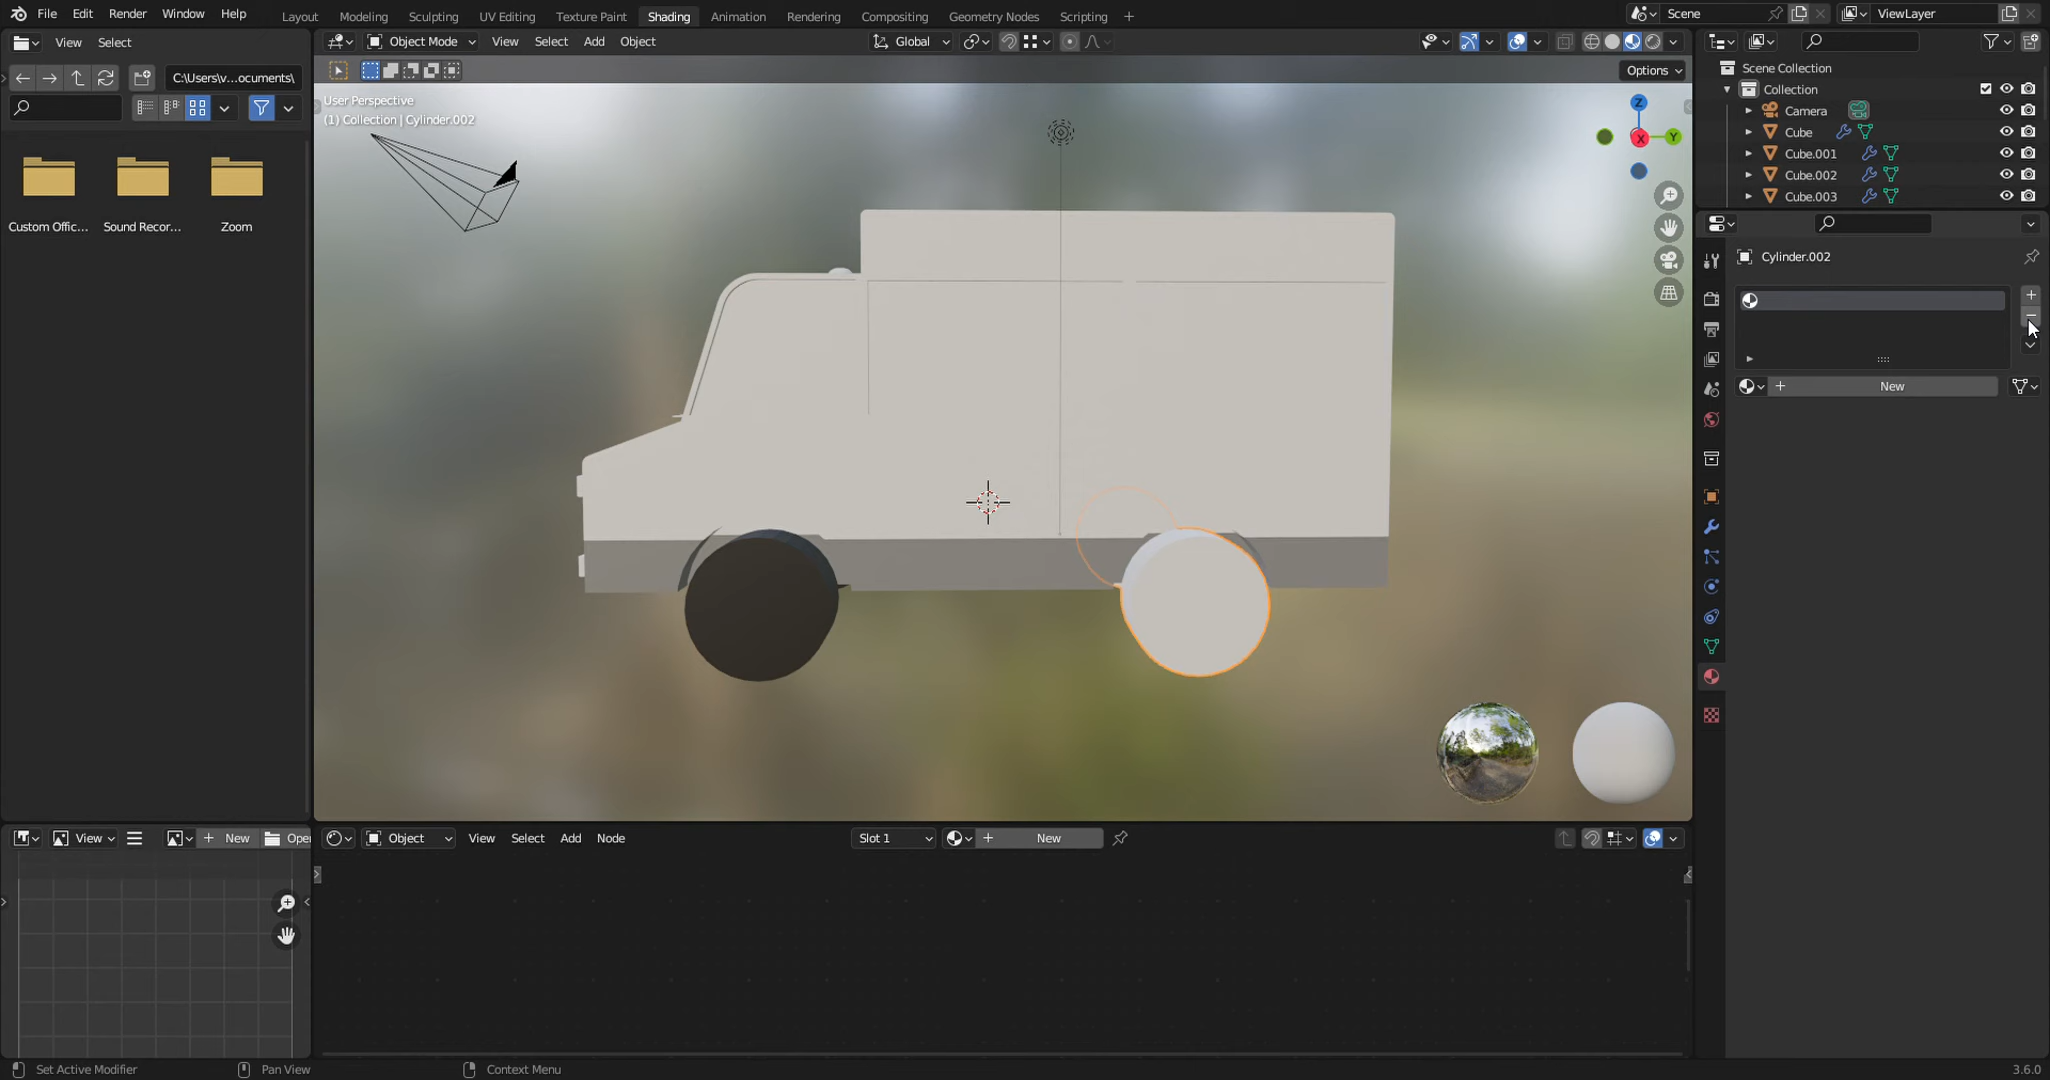 File Edit Render Window Help
Layout Modeling Sculpting UV Editing Texture Paint Shading Animation Rendering Compositing Geometry Nodes Scripting
Scene
ViewLayer
View Select
Object Mode View Select Add Object
Global
C:\Users\v...ocuments\
Options
User Perspective
(1) Collection | Cylinder.002
Z
Y
X
Custom Offic...
Sound Recor...
Zoom
Scene Collection
Collection
Camera
Cube
Cube.001
Cube.002
Cube.003
Cylinder.002
New
View
New
Ope
Object View Select Add Node
Slot 1
New
Set Active Modifier
Pan View
Context Menu
3.6.0